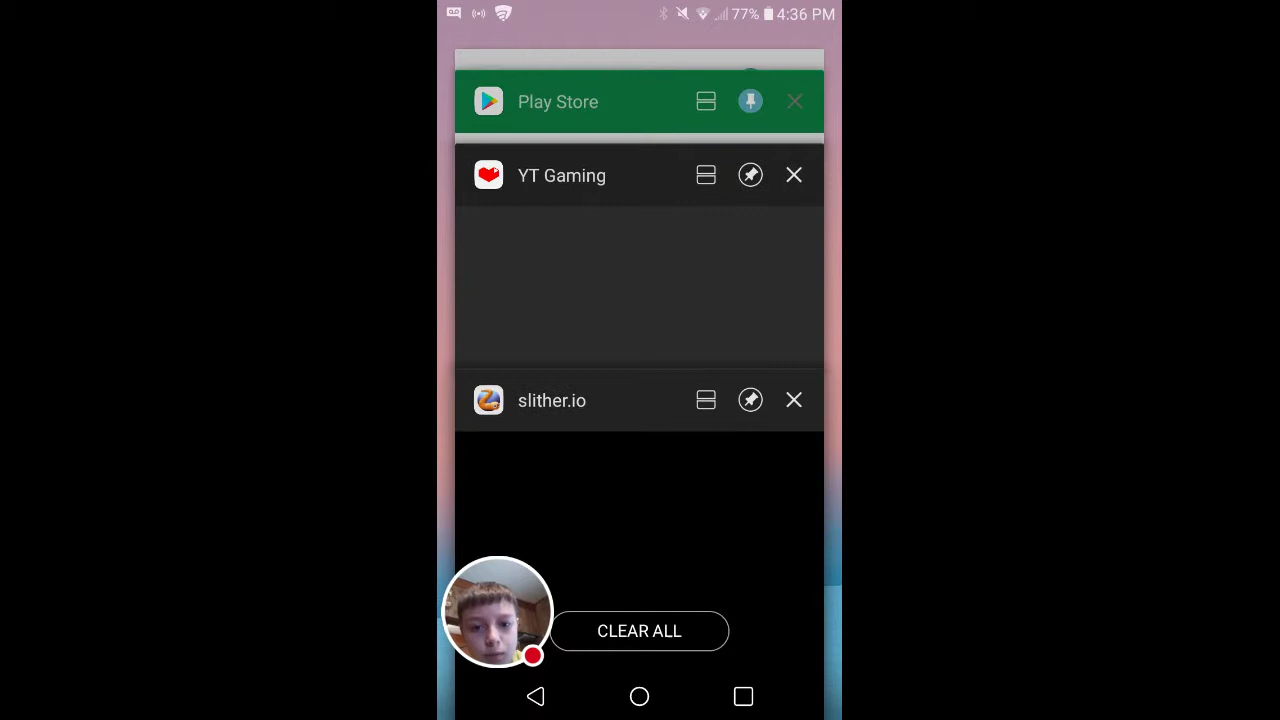 77% 4:36 PM
Play Store
YT Gaming
slither.io
CLEAR ALL